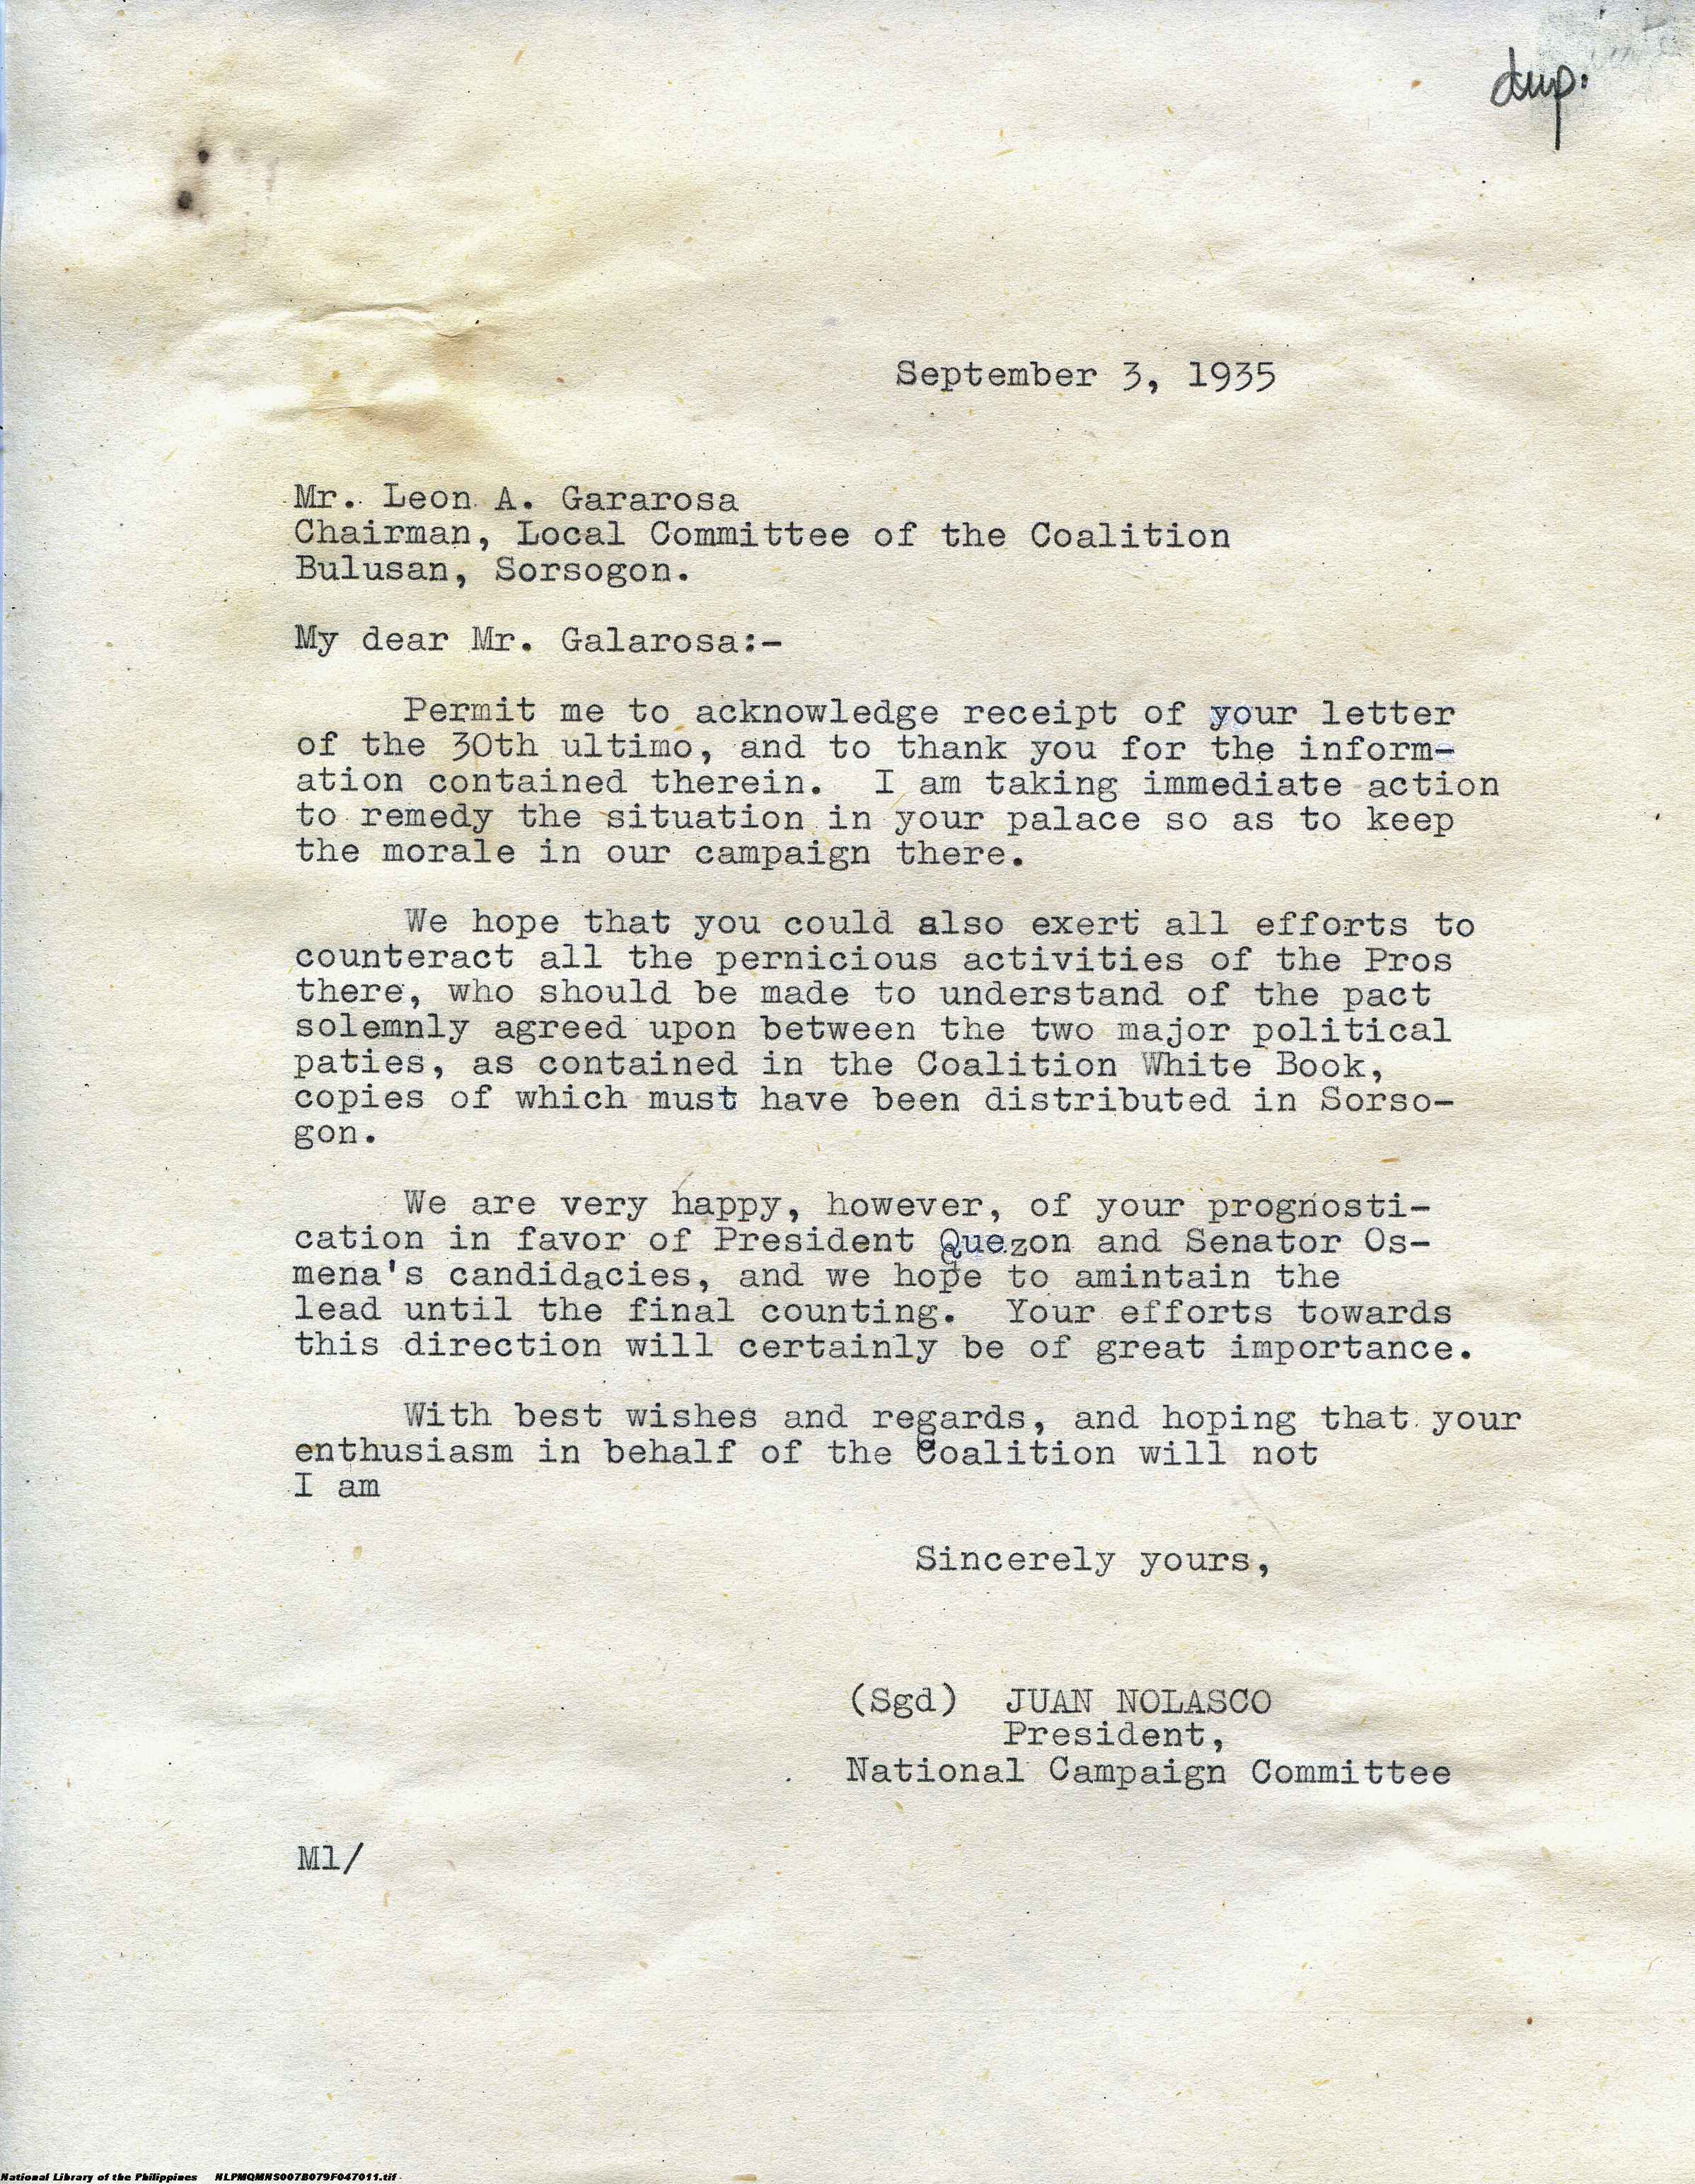 dup.
September 3, 1935
Mr. Leon A. Gararosa
Chairman, Local Committee of the Coalition
Bulusan, Sorsogon.
My dear Mr. Galarosa:-
Permit me to acknowledge receipt of your letter
of the 30th ultimo, and to thank you for the inform-
ation contained therein. I am taking immediate action
to remedy the situation in your palace so as to keep
the morale in our campaign there.
We hope that you could also exert all efforts to
counteract all the pernicious activities of the Pros
there, who should be made to understand of the pact
solemnly agreed upon between the two major political
paties, as contained in the Coalition White Book,
copies of which must have been distributed in Sorso-
gon.
We are very happy, however, of your prognosti-
cation in favor of President Quezon and Senator Os-
mena's candidacies, and we hope to amintain the
lead until the final counting. Your efforts towards
this direction will certainly be of great importance.
With best wishes and regards, and hoping that your
enthusiasm in behalf of the Coalition will not
I am
Sincerely yours,
(Sgd) JUAN NOLASCO
President,
National Campaign Committee
Ml/
National Library of the Philippines NLPMQMNS007B079F047011.tif